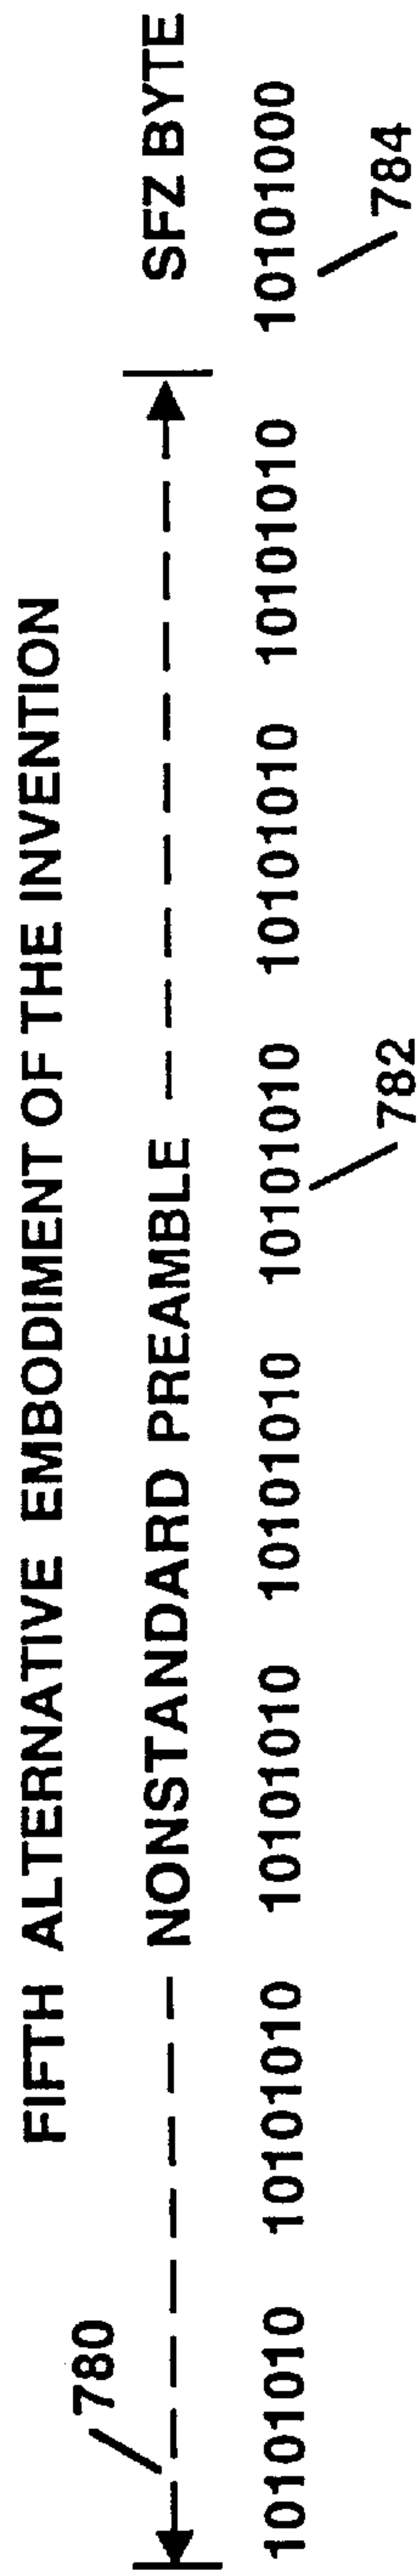 FIFTH ALTERNATIVE EMBODIMENT OF THE INVENTION
780
NONSTANDARD PREAMBLE SFZ BYTE
10101010 10101010 10101010 10101010 10101010 10101010 10101010 10101000
782 784